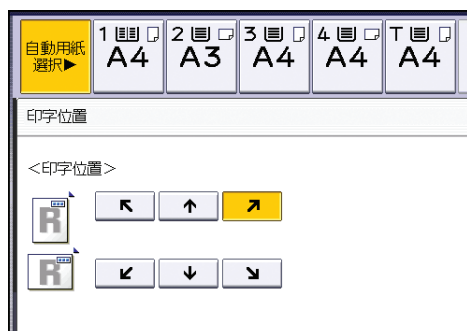 自動用紙
選択▶
1 A4
2 A3
3 A4
4 A4
T A4
印字位置
<印字位置>
R
↖ ↑ ↗
R
↙ ↓ ↘